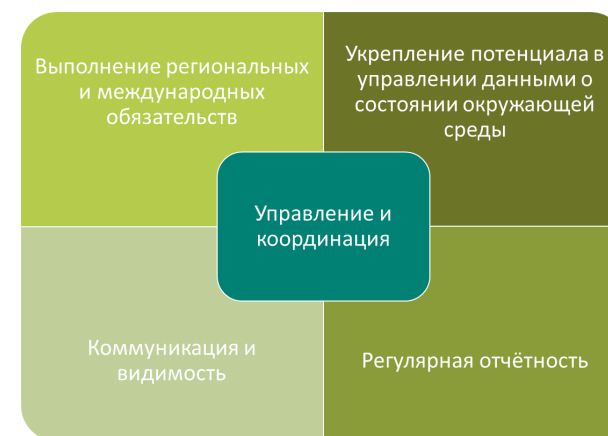 Выполнение региональных
и международных
обязательств
Укрепление потенциала в
управлении данными о
состоянии окружающей
среды
Управление и
координация
Коммуникация и
видимость
Регулярная отчётность